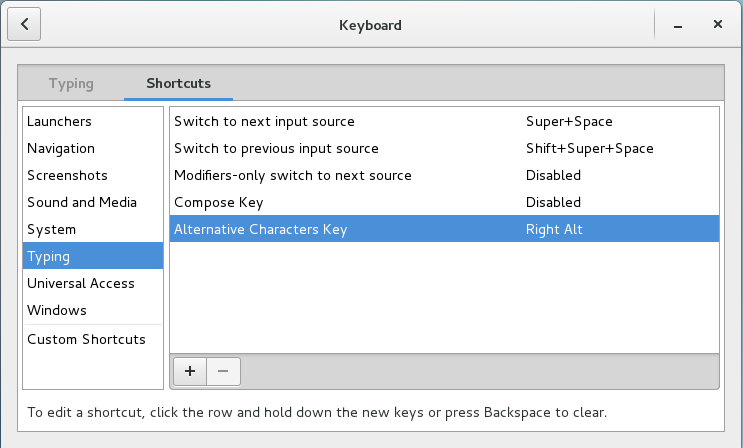 Keyboard
Typing Shortcuts
Launchers
Navigation
Screenshots
Sound and Media
System
Typing
Universal Access
Windows
Custom Shortcuts
Switch to next input source Super+Space
Switch to previous input source Shift+Super+Space
Modifiers-only switch to next source Disabled
Compose Key Disabled
Alternative Characters Key Right Alt
To edit a shortcut, click the row and hold down the new keys or press Backspace to clear.